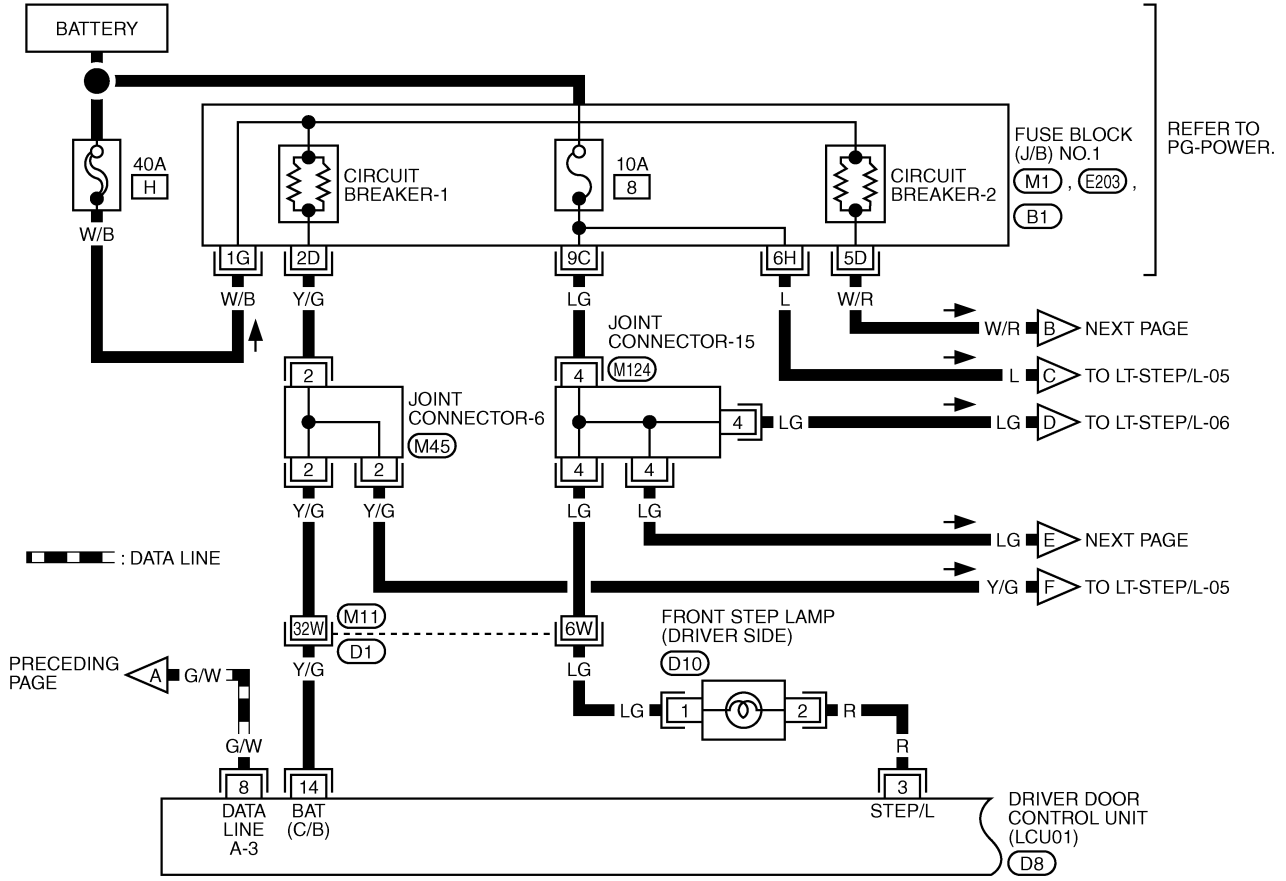 BATTERY
40A
H
W/B
CIRCUIT
BREAKER-1
10A
8
CIRCUIT
BREAKER-2
FUSE BLOCK
(J/B) NO.1
M1 , E203 ,
B1
REFER TO
PG-POWER.
1G
2D
9C
6H
5D
W/B
Y/G
LG
L
W/R
JOINT
CONNECTOR-15
M124
W/R
B
NEXT PAGE
L
C
TO LT-STEP/L-05
2
4
JOINT
CONNECTOR-6
M45
4
LG
LG
D
TO LT-STEP/L-06
2
2
4
4
Y/G
Y/G
LG
LG
LG
E
NEXT PAGE
: DATA LINE
Y/G
F
TO LT-STEP/L-05
32W
M11
D1
6W
FRONT STEP LAMP
(DRIVER SIDE)
D10
PRECEDING
PAGE
A
G/W
Y/G
LG
LG
1
2
R
G/W
R
8
14
3
DATA
LINE
A-3
BAT
(C/B)
STEP/L
DRIVER DOOR
CONTROL UNIT
(LCU01)
D8